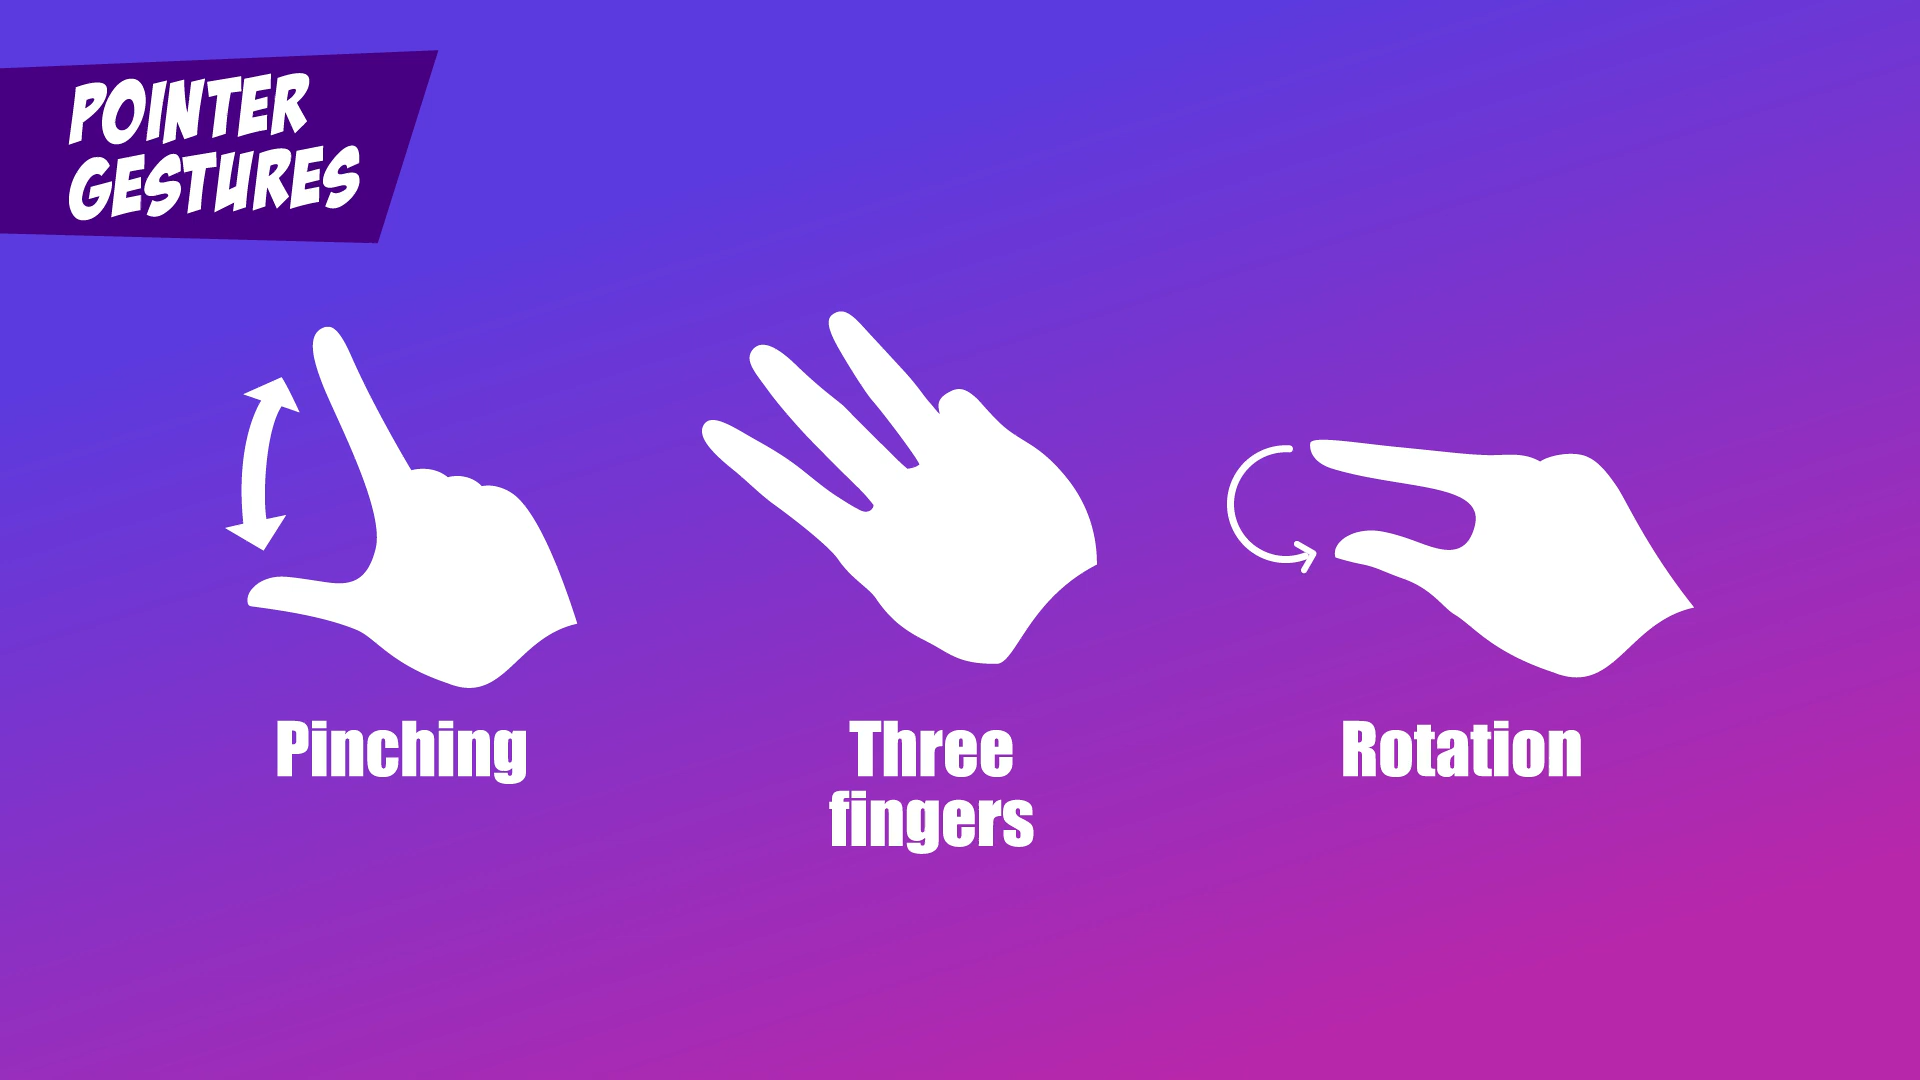 POINTER
GESTURES
Pinching
Three
fingers
Rotation